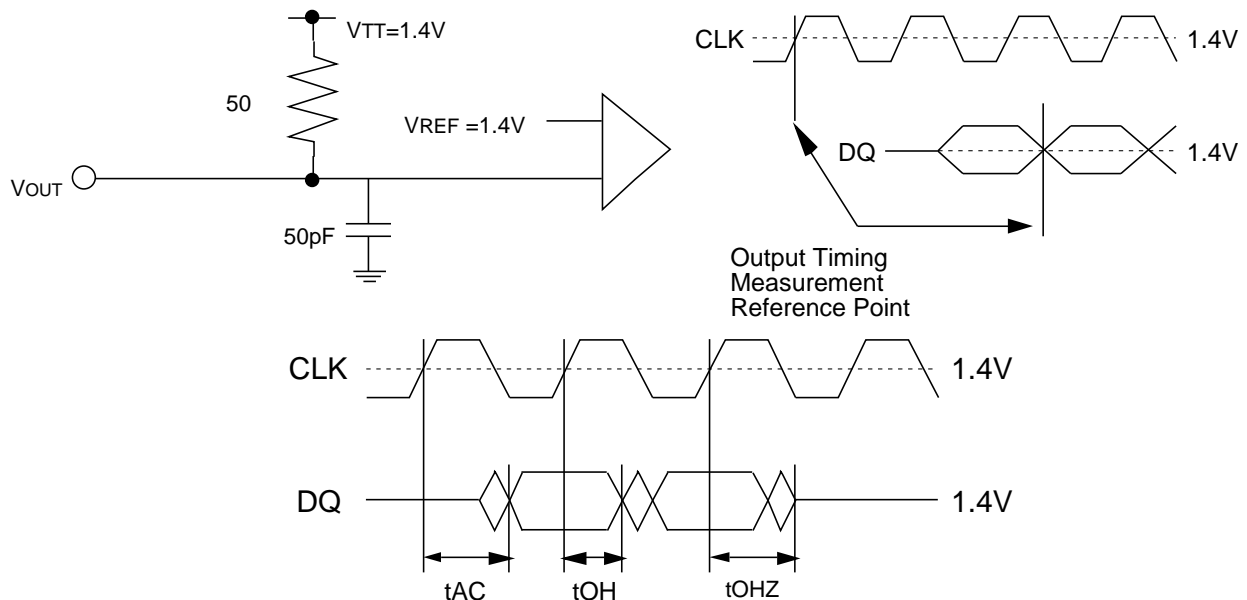 VTT=1.4V
50
VREF =1.4V
VOUT
50pF
CLK
1.4V
DQ
1.4V
Output Timing
Measurement
Reference Point
CLK
1.4V
DQ
1.4V
tAC
tOH
tOHZ